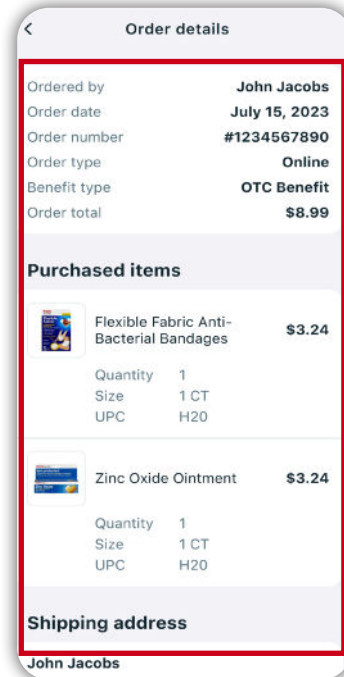 Order details
Ordered by John Jacobs
Order date July 15, 2023
Order number #1234567890
Order type Online
Benefit type OTC Benefit
Order total $8.99
Purchased items
Flexible Fabric Anti-
Bacterial Bandages $3.24
Quantity 1
Size 1 CT
UPC H20
Zinc Oxide Ointment $3.24
Quantity 1
Size 1 CT
UPC H20
Shipping address
John Jacobs